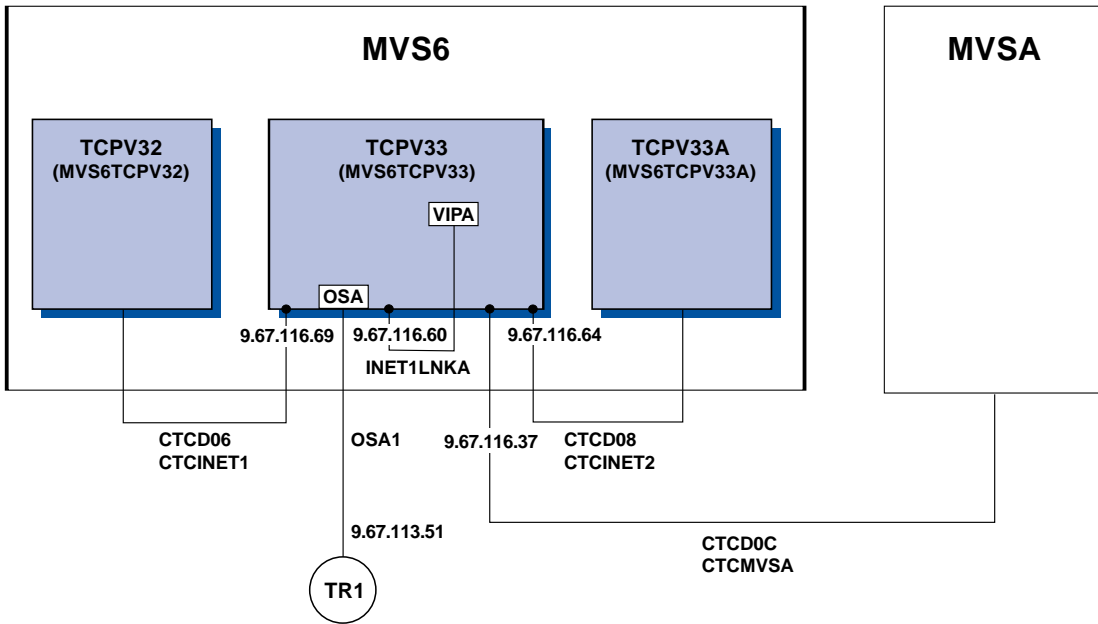 MVS6
MVSA
TCPV32
(MVS6TCPV32)
TCPV33
(MVS6TCPV33)
TCPV33A
(MVS6TCPV33A)
VIPA
OSA
9.67.116.69
9.67.116.60
9.67.116.64
INET1LNKA
CTCD06
CTCINET1
OSA1
9.67.116.37
CTCD08
CTCINET2
9.67.113.51
CTCD0C
CTCMVSA
TR1